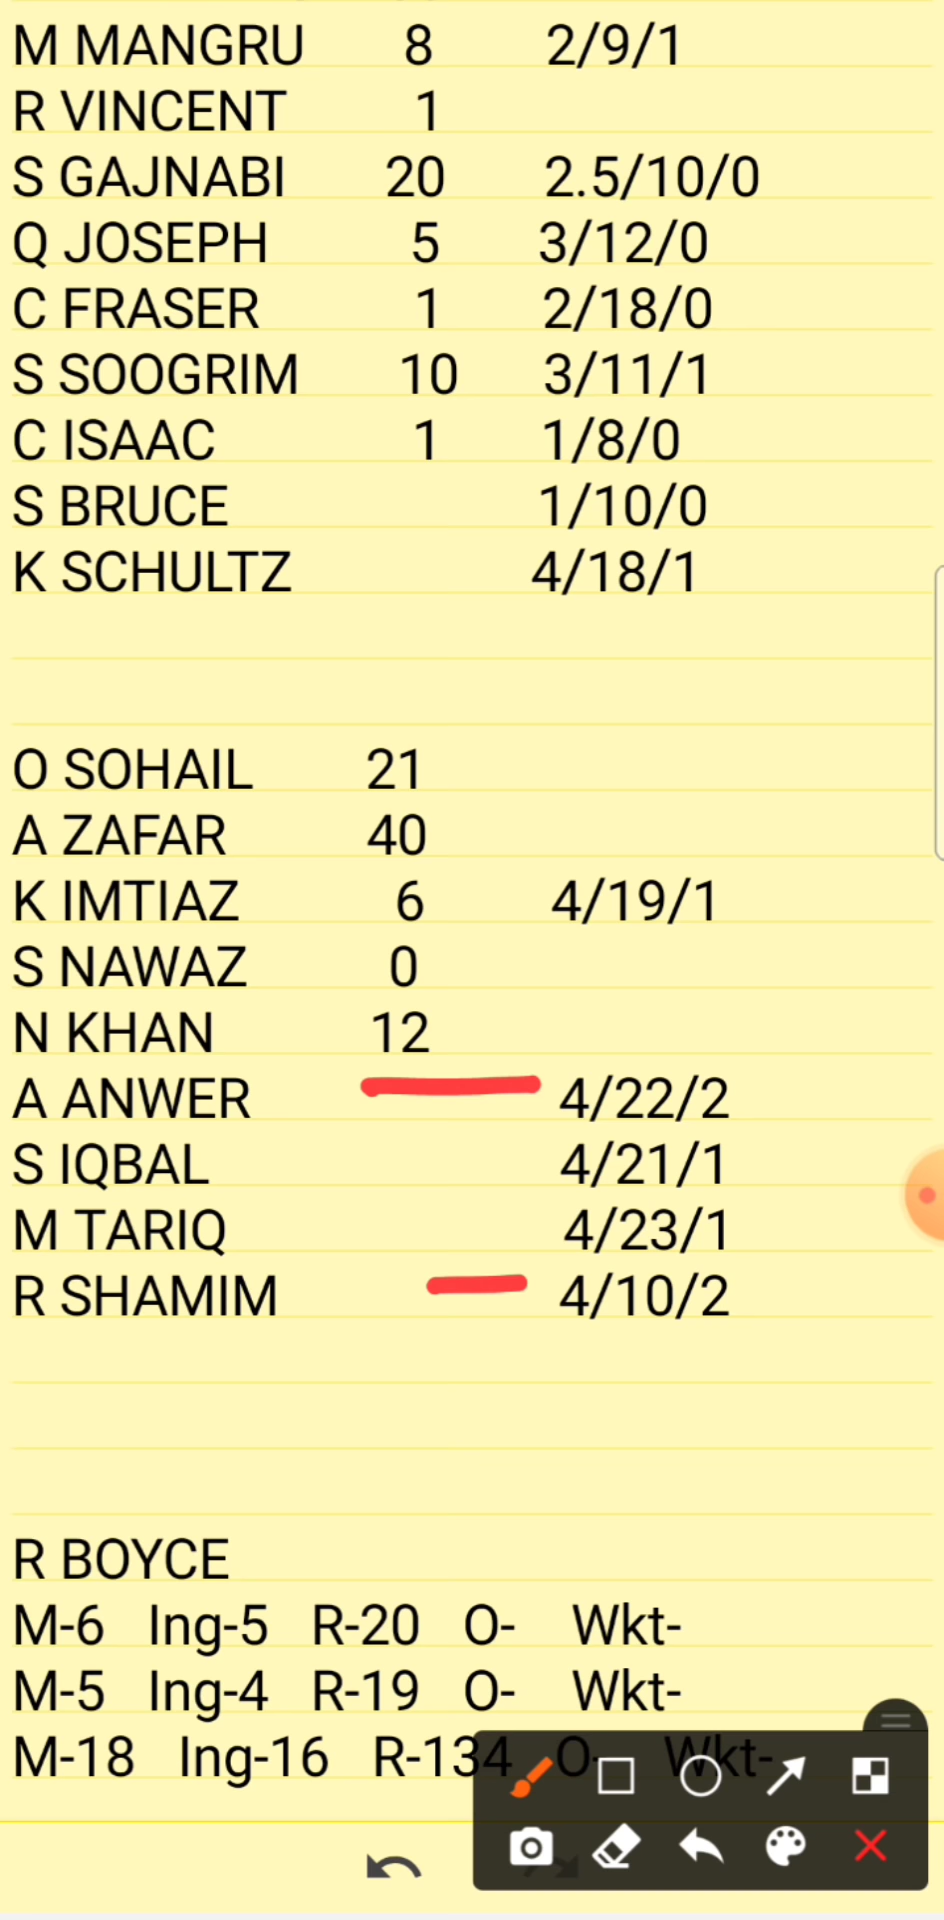 M MANGRU 8 2/9/1
R VINCENT 1
S GAJNABI 20 2.5/10/0
Q JOSEPH 5 3/12/0
C FRASER 1 2/18/0
S SOOGRIM 10 3/11/1
C ISAAC 1 1/8/0
S BRUCE 1/10/0
K SCHULTZ 4/18/1
O SOHAIL 21
A ZAFAR 40
K IMTIAZ 6 4/19/1
S NAWAZ 0
N KHAN 12
A ANWER 4/22/2
S IQBAL 4/21/1
M TARIQ 4/23/1
R SHAMIM 4/10/2
R BOYCE
M-6 Ing-5 R-20 O- Wkt-
M-5 Ing-4 R-19 O- Wkt-
M-18 Ing-16 R-134 O- Wkt-